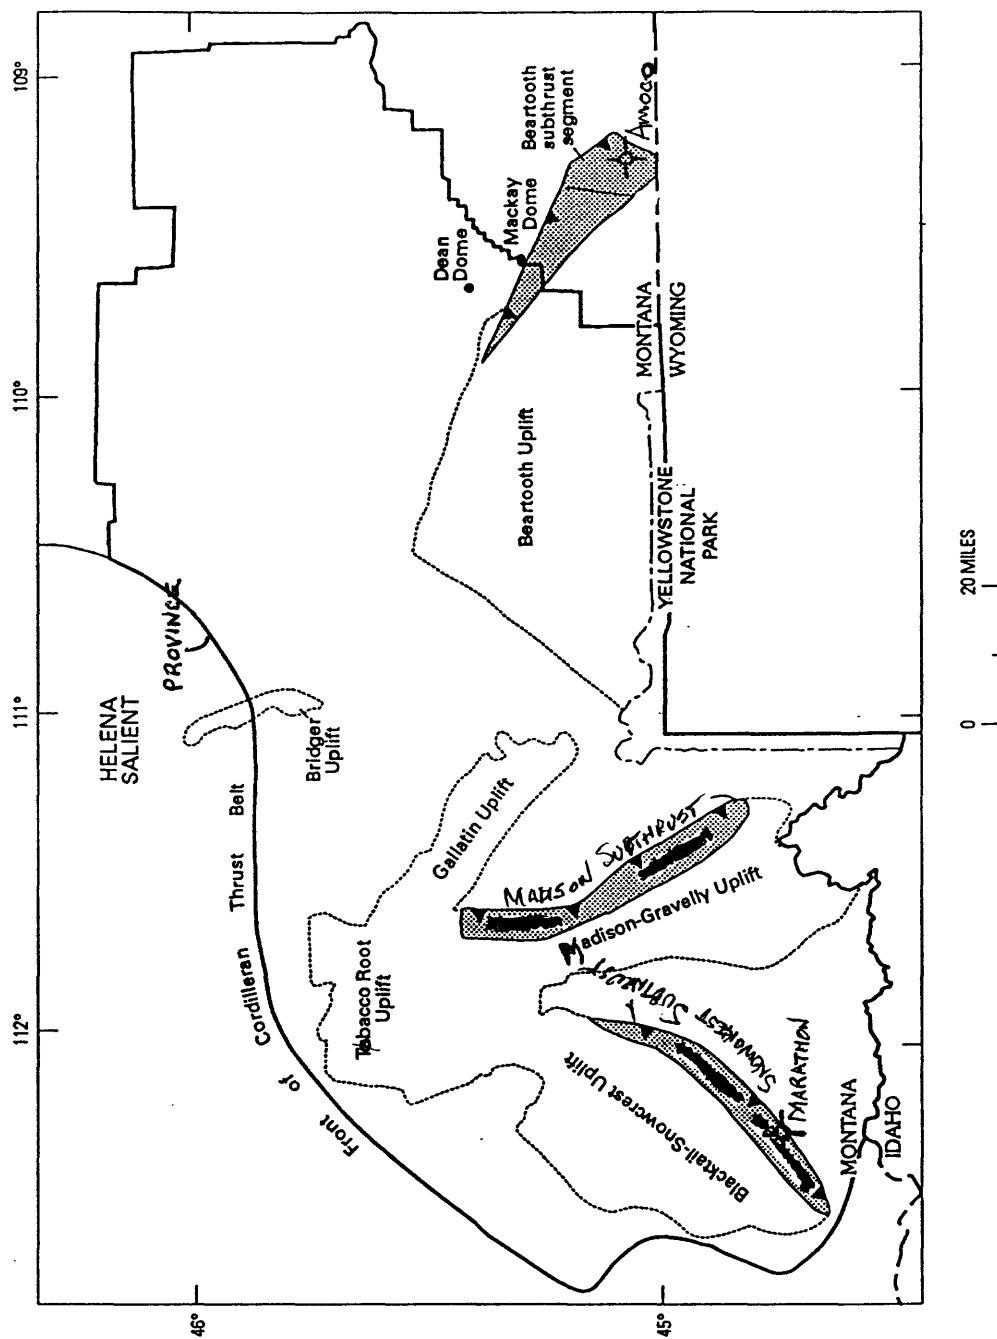 109°
110°
111°
112°
46°
45°
HELENA
SALIENT
PROVINCE
Front of Cordilleran Thrust Belt
Bridger
Uplift
Tobacco Root
Uplift
Gallatin Uplift
Beartooth Uplift
Dean
Dome
Mackay
Dome
Beartooth
subthrust
segment
AMOCO
MADISON SUBTHRUST
Madison-Gravelly Uplift
SNOWCREST SUBTHRUST
Blacktail-Snowcrest Uplift
MARATHON
MONTANA
WYOMING
YELLOWSTONE
NATIONAL
PARK
MONTANA
IDAHO
0
20 MILES